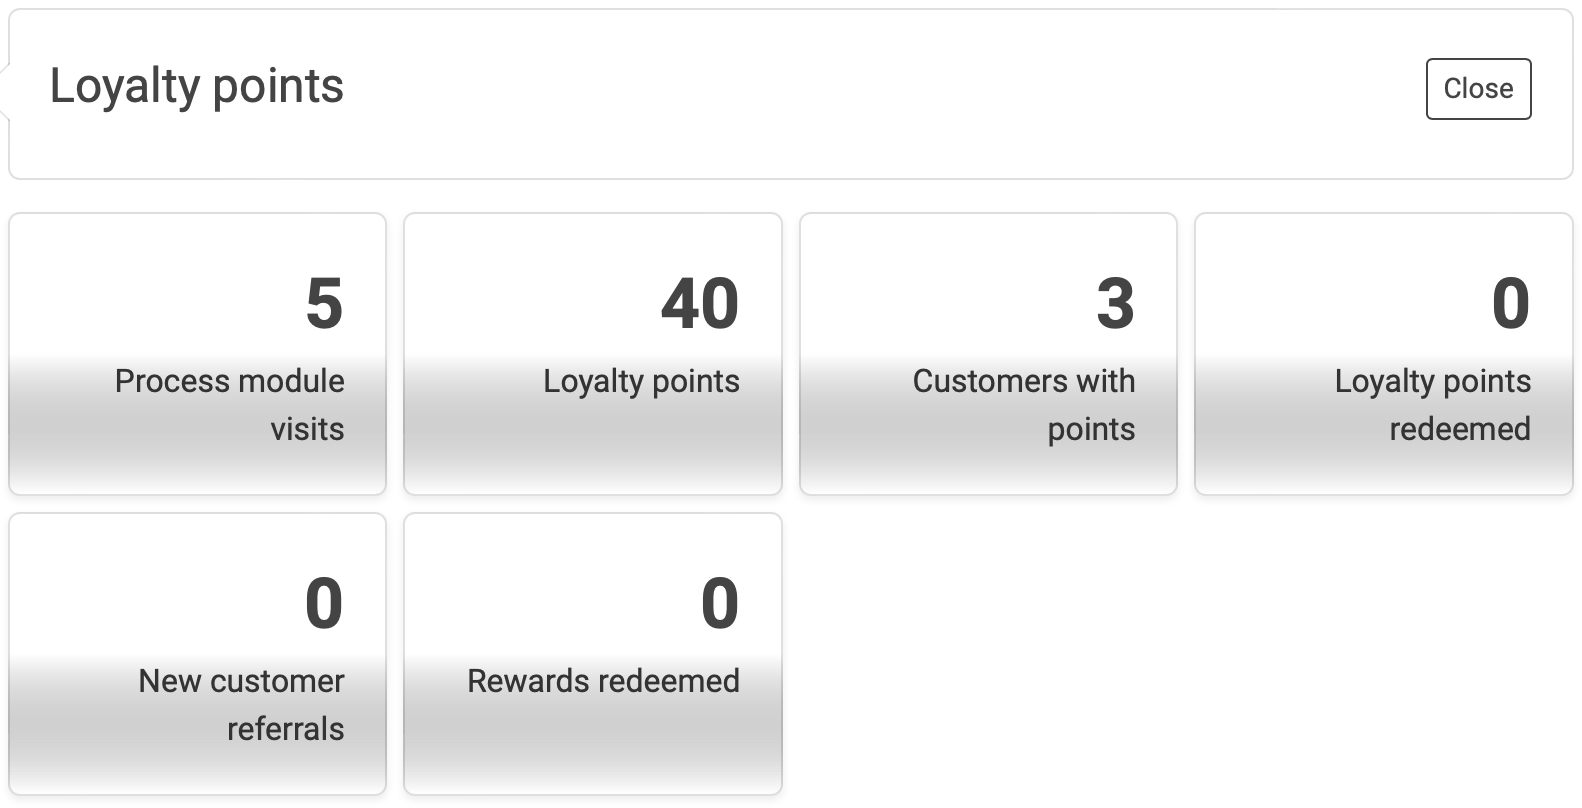 Loyalty points
Close
5
Process module
visits
40
Loyalty points
3
Customers with
points
0
Loyalty points
redeemed
0
New customer
referrals
0
Rewards redeemed